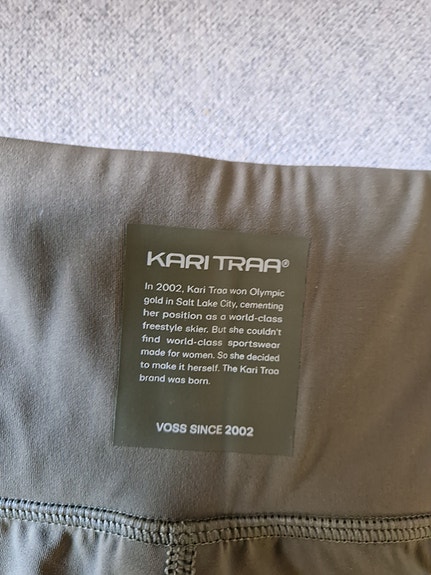 KARI TRAA®
In 2002, Kari Traa won Olympic
gold in Salt Lake City, cementing
her position as a world-class
freestyle skier. But she couldn't
find world-class sportswear
made for women. So she decided
to make it herself. The Kari Traa
brand was born.
VOSS SINCE 2002